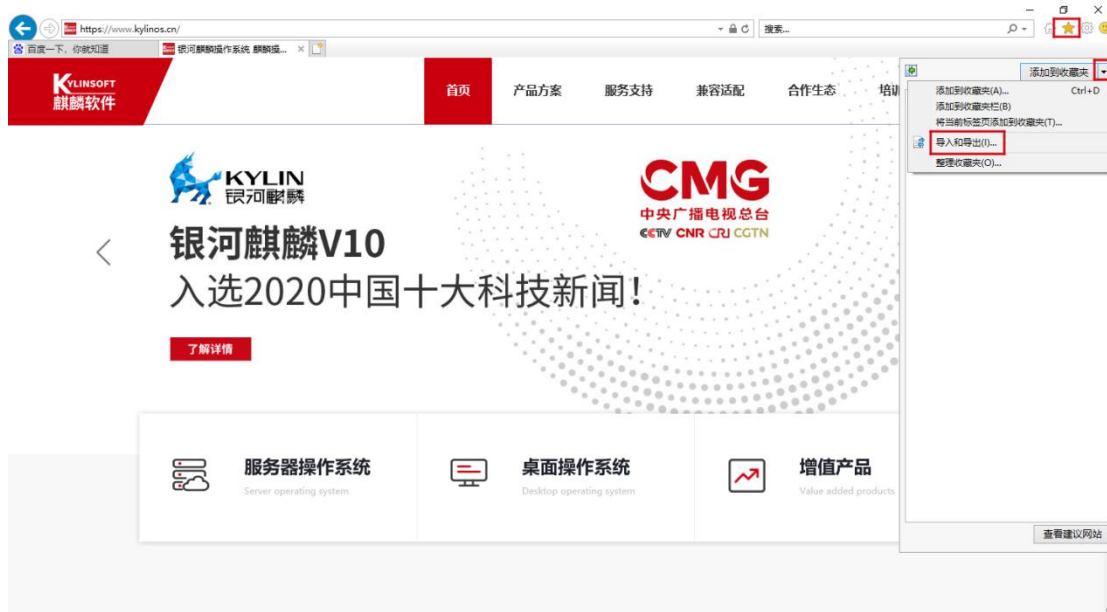 https://www.kylinos.cn/
搜索...
百度一下，你就知道
银河麒麟操作系统 麒麟操...
KYLINSOFT
麒麟软件
首页
产品方案
服务支持
兼容适配
合作生态
培训
添加到收藏夹
添加到收藏夹(A)... Ctrl+D
添加到收藏夹栏(B)
将当前标签页添加到收藏夹(T)...
导入和导出(I)...
整理收藏夹(O)...
KYLIN
银河麒麟
CMG
中央广播电视总台
CCTV CNR CRI CGTN
银河麒麟V10
入选2020中国十大科技新闻！
了解详情
服务器操作系统
Server operating system
桌面操作系统
Desktop operating system
增值产品
Value added products
查看建议网站